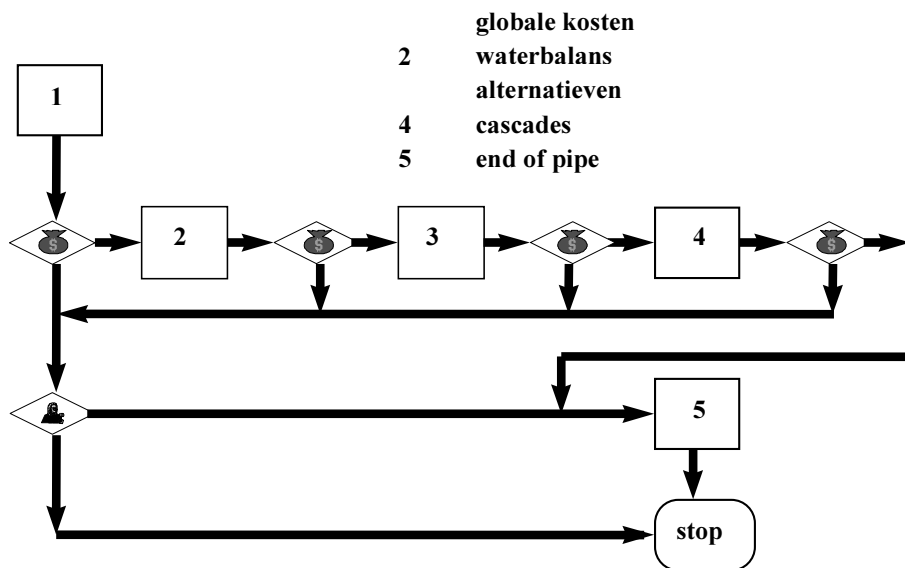 globale kosten
2 waterbalans
alternatieven
4 cascades
5 end of pipe
1
2
3
4
5
stop